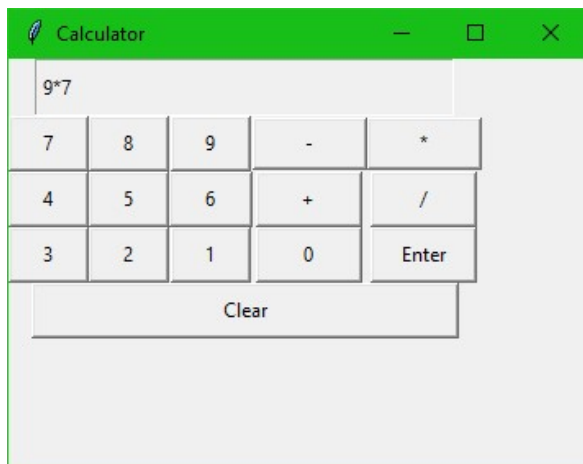 Calculator
9*7
7 8 9 - *
4 5 6 + /
3 2 1 0 Enter
Clear